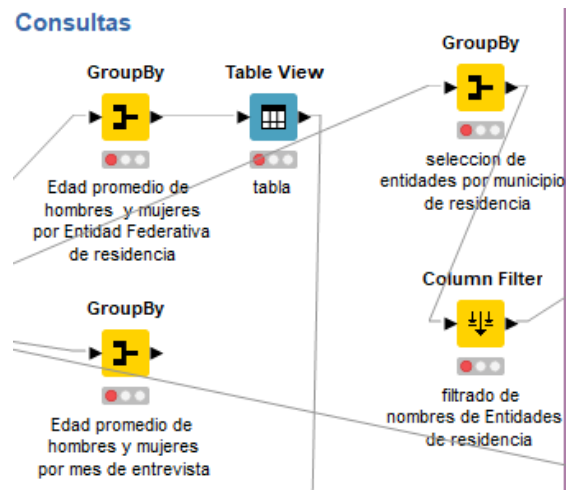 Consultas
GroupBy
Edad promedio de
hombres y mujeres
por Entidad Federativa
de residencia
Table View
tabla
GroupBy
seleccion de
entidades por municipio
de residencia
GroupBy
Edad promedio de
hombres y mujeres
por mes de entrevista
Column Filter
filtrado de
nombres de Entidades
de residencia